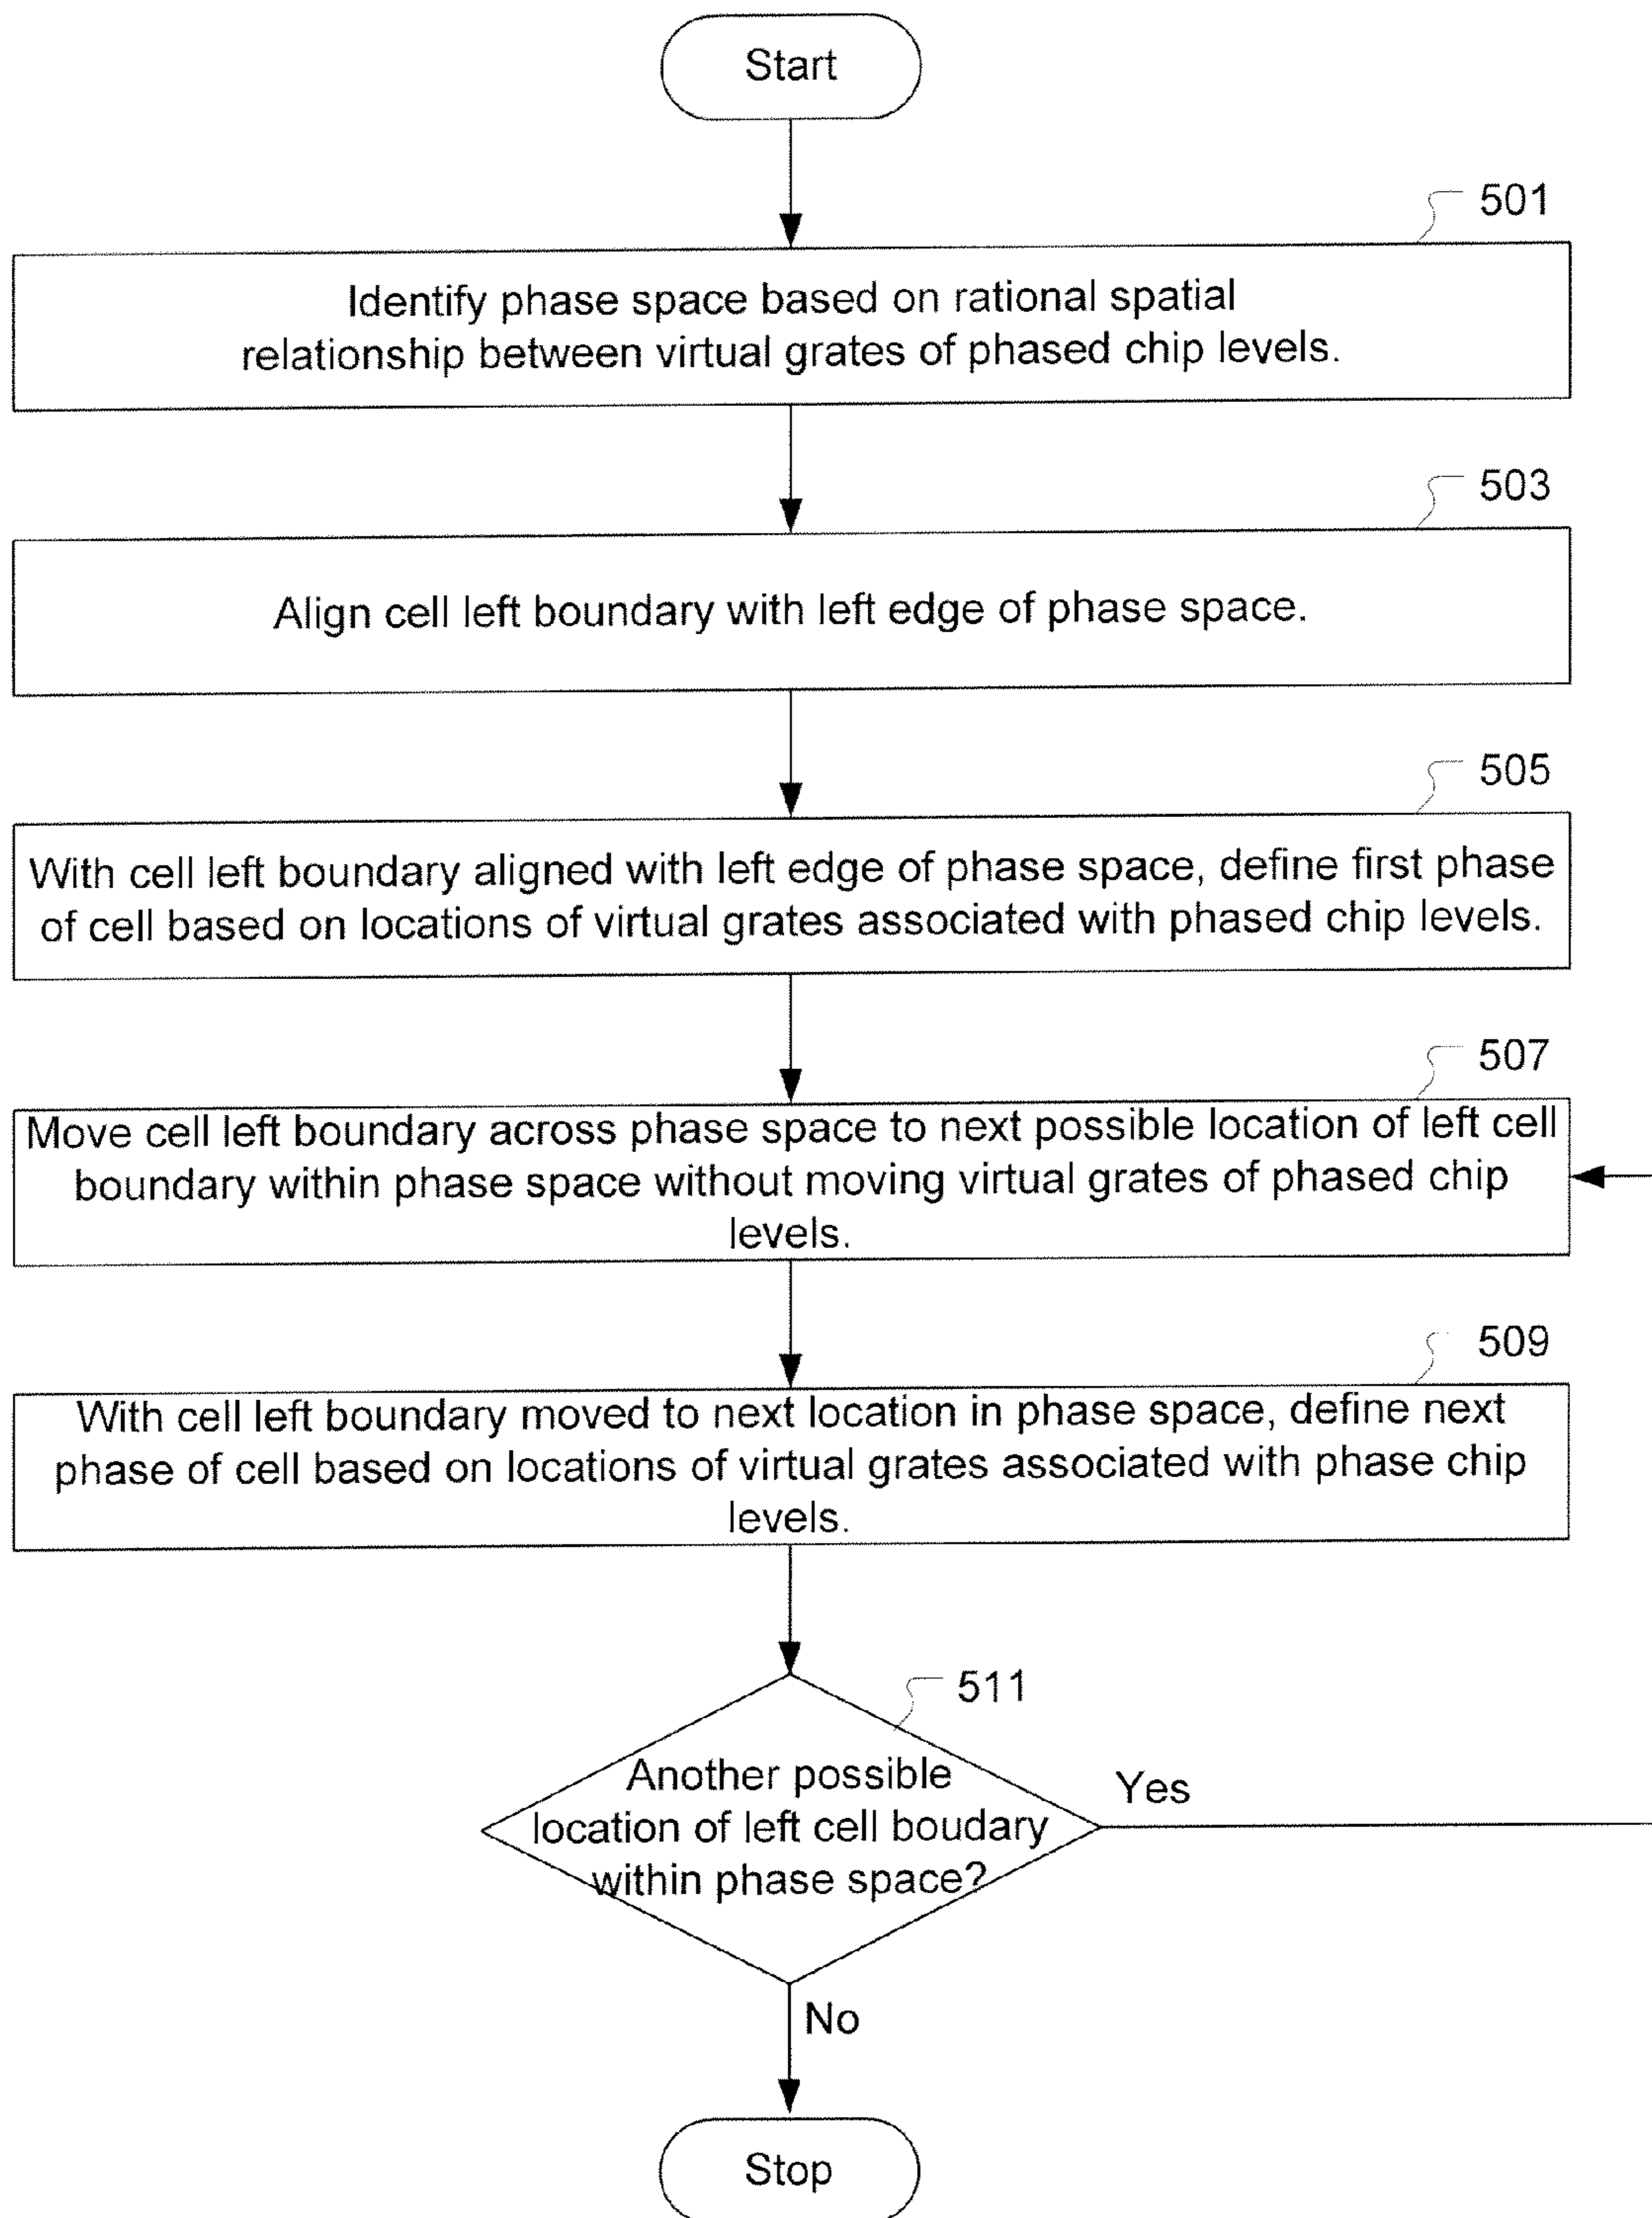 Start
501
Identify phase space based on rational spatial
relationship between virtual grates of phased chip levels.
503
Align cell left boundary with left edge of phase space.
505
With cell left boundary aligned with left edge of phase space, define first phase
of cell based on locations of virtual grates associated with phased chip levels.
507
Move cell left boundary across phase space to next possible location of left cell
boundary within phase space without moving virtual grates of phased chip
levels.
509
With cell left boundary moved to next location in phase space, define next
phase of cell based on locations of virtual grates associated with phase chip
levels.
511
Another possible
location of left cell boudary
within phase space?
Yes
No
Stop